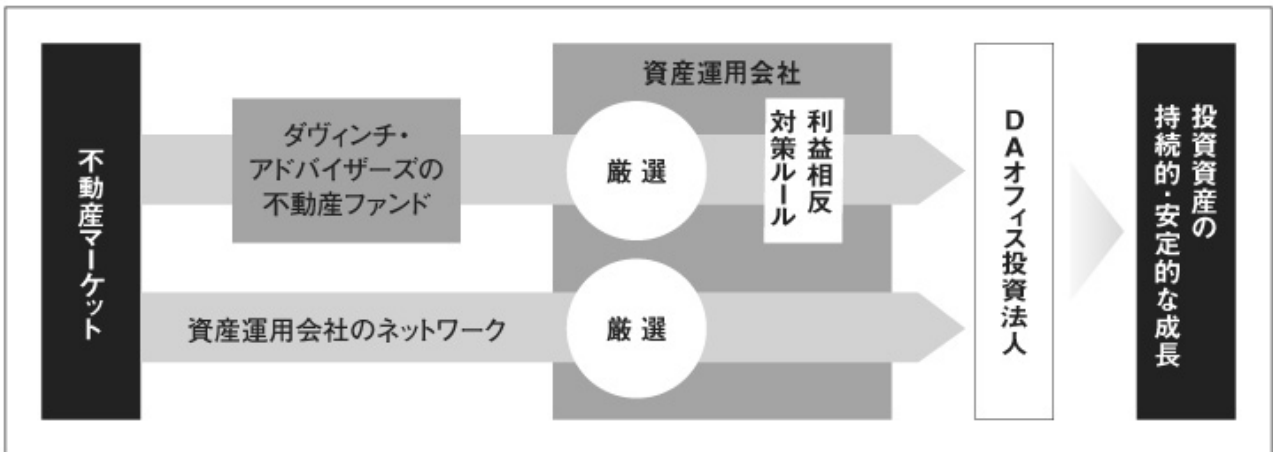 不動産マーケット
ダヴィンチ・
アドバイザーズの
不動産ファンド
資産運用会社のネットワーク
資産運用会社
厳選
利益相反
対策ルール
厳選
DAオフィス投資法人
投資資産の
持続的・安定的な成長